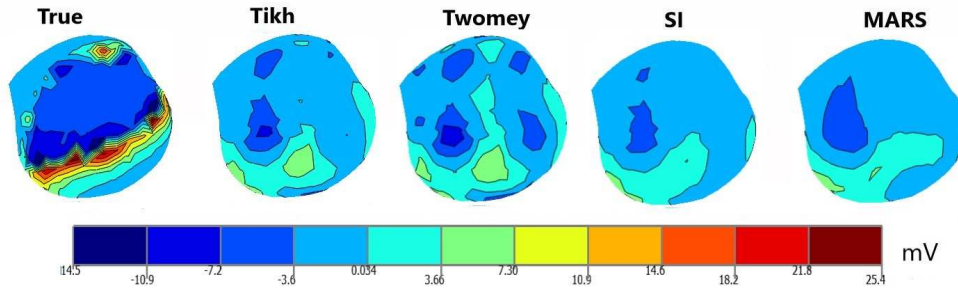 True Tikh Twomey SI MARS
mV
14.5 -7.2 0.034 7.30 14.6 21.8
-10.9 -3.6 3.66 10.9 18.2 25.4